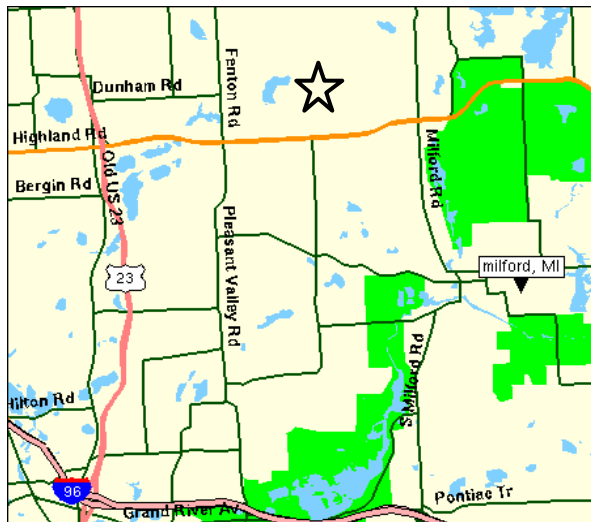 Dunham Rd
Fenton Rd
Highland Rd
Milford Rd
Old US 23
Bergin Rd
Pleasant Valley Rd
milford, MI
23
S Milford Rd
Hilton Rd
96
Grand River Av
Pontiac Tr